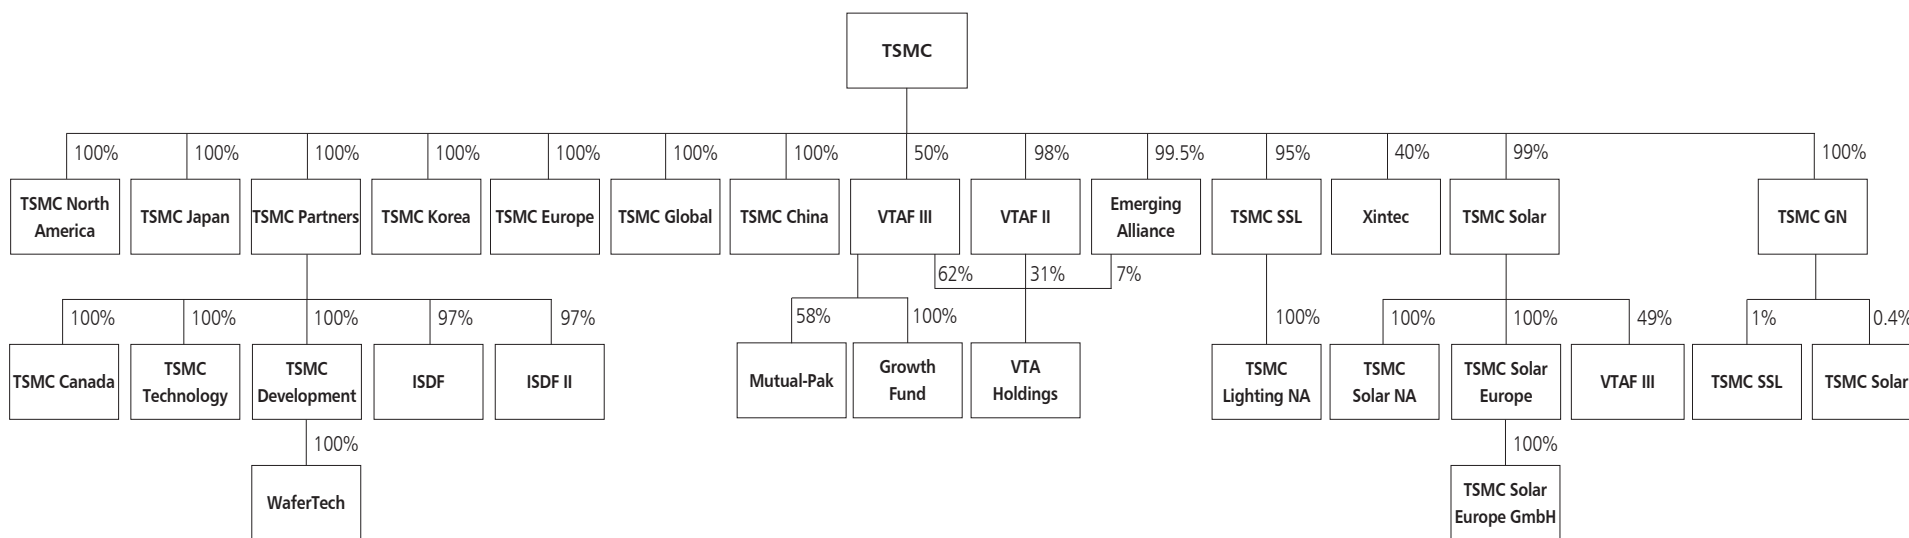 TSMC
100% 100% 100% 100% 100% 100% 100% 50% 98% 99.5% 95% 40% 99% 100%
TSMC North
America
TSMC Japan
TSMC Partners
TSMC Korea
TSMC Europe
TSMC Global
TSMC China
VTAF III
VTAF II
Emerging
Alliance
TSMC SSL
Xintec
TSMC Solar
TSMC GN
62% 31% 7%
100% 100% 100% 97% 97% 58% 100% 100% 100% 100% 49% 1% 0.4%
TSMC Canada
TSMC
Technology
TSMC
Development
ISDF
ISDF II
Mutual-Pak
Growth
Fund
VTA
Holdings
TSMC
Lighting NA
TSMC
Solar NA
TSMC Solar
Europe
VTAF III
TSMC SSL
TSMC Solar
100% 100%
WaferTech
TSMC Solar
Europe GmbH